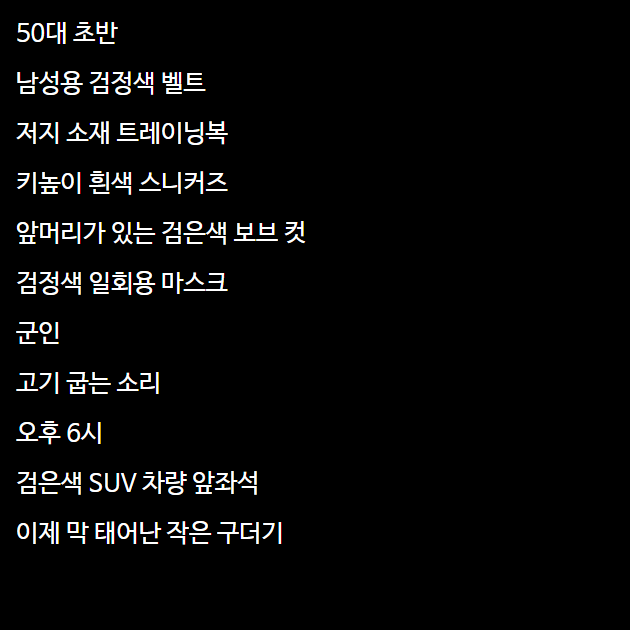 50대 초반
남성용 검정색 벨트
저지 소재 트레이닝복
키높이 흰색 스니커즈
앞머리가 있는 검은색 보브 컷
검정색 일회용 마스크
군인
고기 굽는 소리
오후 6시
검은색 SUV 차량 앞좌석
이제 막 태어난 작은 구더기